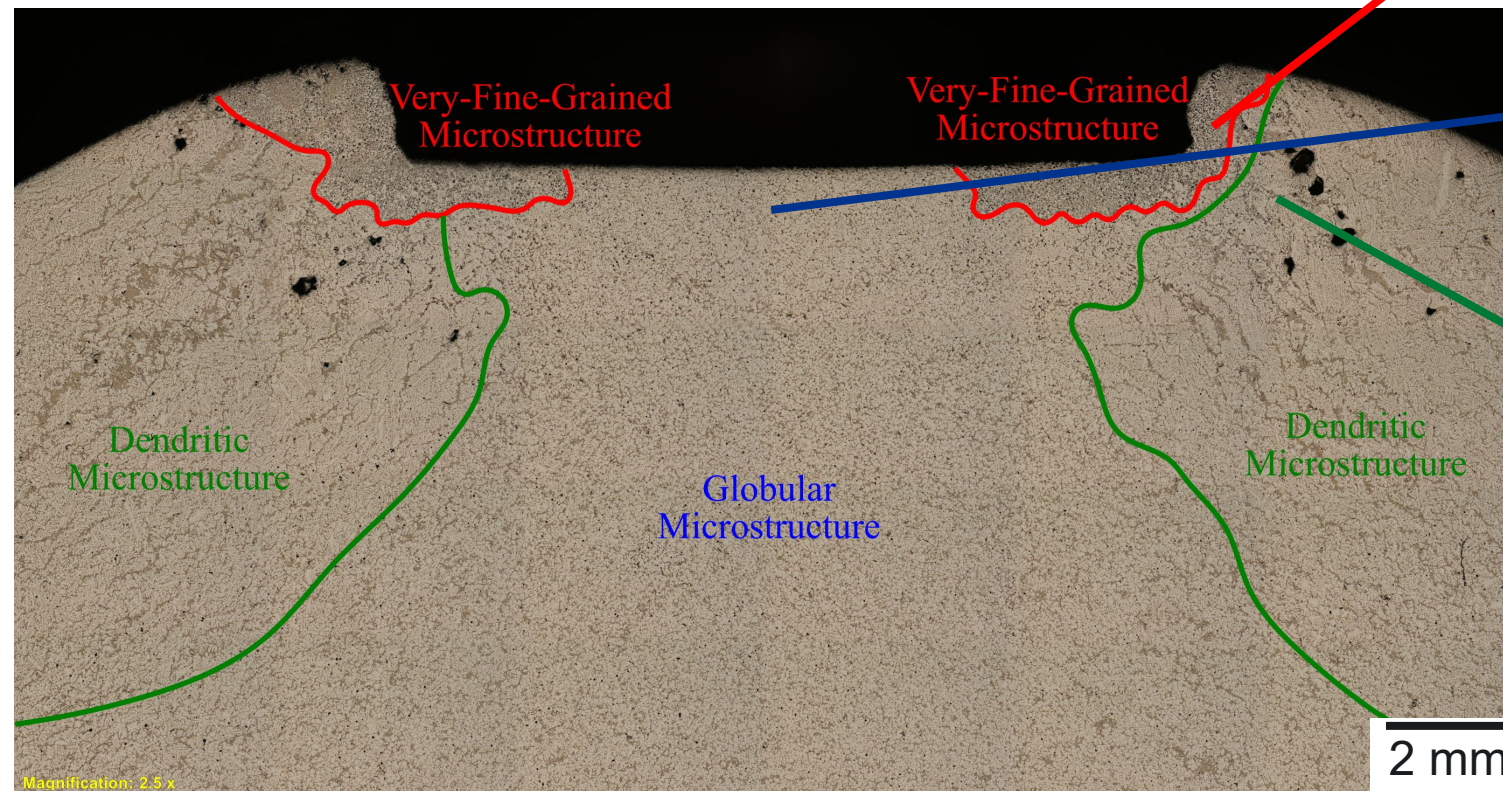 Very-Fine-Grained
Microstructure
Very-Fine-Grained
Microstructure
Dendritic
Microstructure
Globular
Microstructure
Dendritic
Microstructure
2 mm
Magnification: 2.5 x